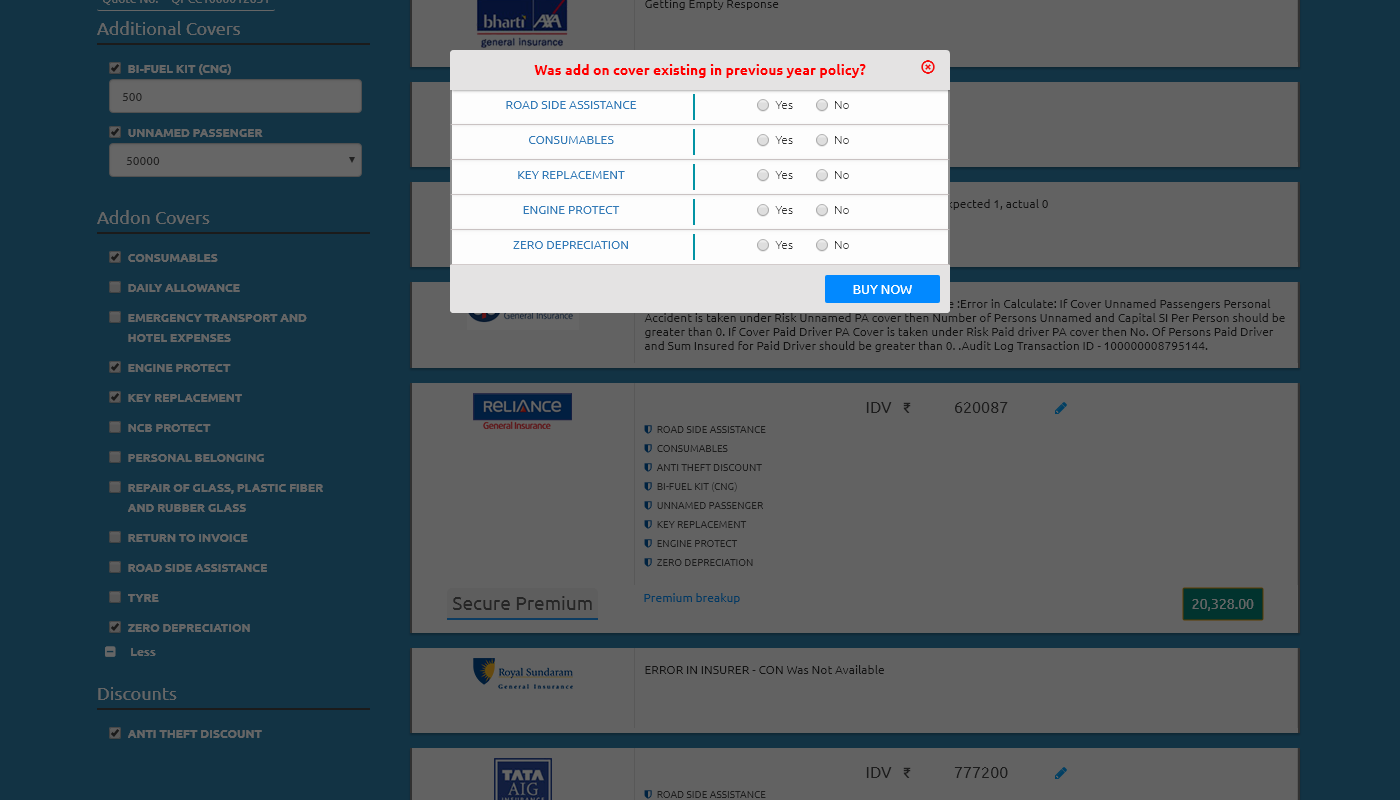 Quote No. - QPCC1000012631
Additional Covers
BI-FUEL KIT (CNG)
500
UNNAMED PASSENGER
50000
Addon Covers
CONSUMABLES
DAILY ALLOWANCE
EMERGENCY TRANSPORT AND
HOTEL EXPENSES
ENGINE PROTECT
KEY REPLACEMENT
NCB PROTECT
PERSONAL BELONGING
REPAIR OF GLASS, PLASTIC FIBER
AND RUBBER GLASS
RETURN TO INVOICE
ROAD SIDE ASSISTANCE
TYRE
ZERO DEPRECIATION
Less
Discounts
ANTI THEFT DISCOUNT
bharti AXA
general insurance
Getting Empty Response
Was add on cover existing in previous year policy?
ROAD SIDE ASSISTANCE Yes No
CONSUMABLES Yes No
KEY REPLACEMENT Yes No
ENGINE PROTECT Yes No
ZERO DEPRECIATION Yes No
BUY NOW
pected 1, actual 0
General Insurance
e :Error in Calculate: If Cover Unnamed Passengers Personal
Accident is taken under Risk Unnamed PA cover then Number of Persons Unnamed and Capital SI Per Person should be
greater than 0. If Cover Paid Driver PA Cover is taken under Risk Paid driver PA cover then No. Of Persons Paid Driver
and Sum Insured for Paid Driver should be greater than 0. .Audit Log Transaction ID - 100000008795144.
RELIANCE
General Insurance
IDV ₹ 620087
ROAD SIDE ASSISTANCE
CONSUMABLES
ANTI THEFT DISCOUNT
BI-FUEL KIT (CNG)
UNNAMED PASSENGER
KEY REPLACEMENT
ENGINE PROTECT
ZERO DEPRECIATION
Secure Premium
Premium breakup
20,328.00
Royal Sundaram
General Insurance
ERROR IN INSURER - CON Was Not Available
TATA
AIG
INSURANCE
IDV ₹ 777200
ROAD SIDE ASSISTANCE